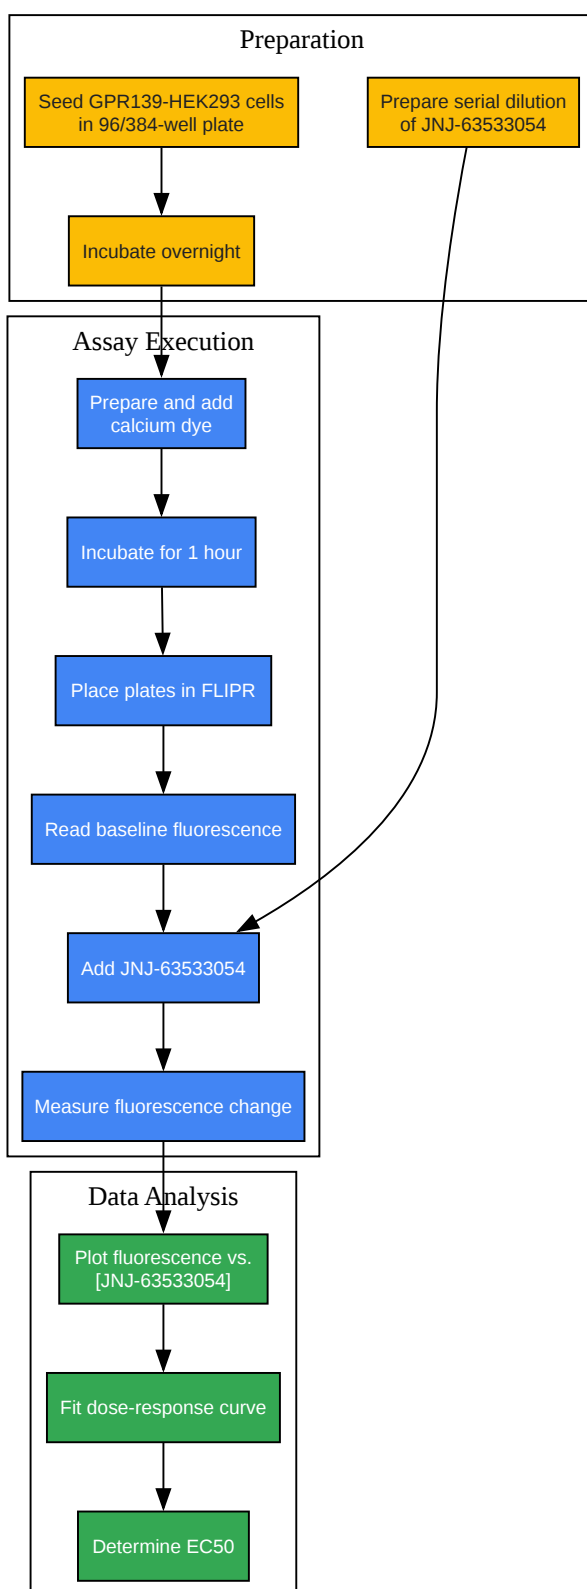 Preparation
Seed GPR139-HEK293 cells
in 96/384-well plate
Prepare serial dilution
of JNJ-63533054
Incubate overnight
Assay Execution
Prepare and add
calcium dye
Incubate for 1 hour
Place plates in FLIPR
Read baseline fluorescence
Add JNJ-63533054
Measure fluorescence change
Data Analysis
Plot fluorescence vs.
[JNJ-63533054]
Fit dose-response curve
Determine EC50